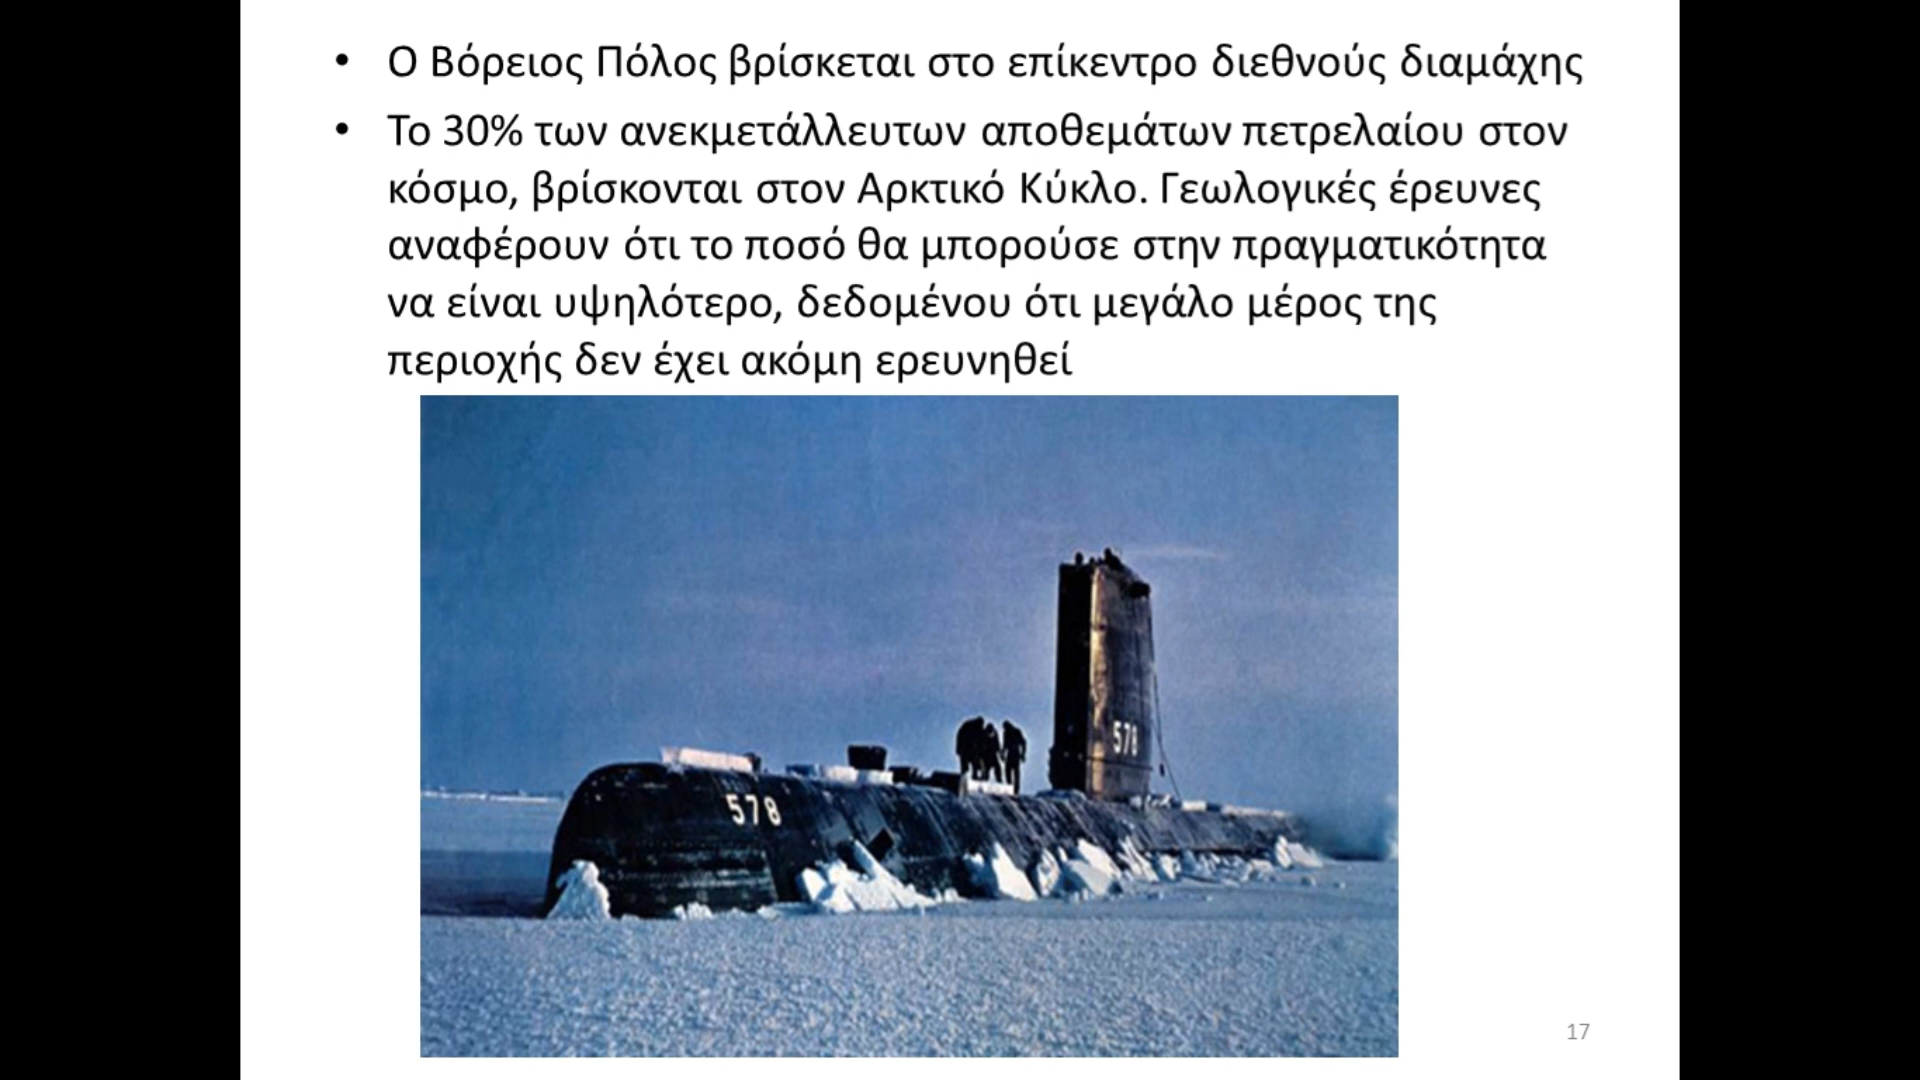 • Ο Βόρειος Πόλος βρίσκεται στο επίκεντρο διεθνούς διαμάχης
• Το 30% των ανεκμετάλλευτων αποθεμάτων πετρελαίου στον
κόσμο, βρίσκονται στον Αρκτικό Κύκλο. Γεωλογικές έρευνες
αναφέρουν ότι το ποσό θα μπορούσε στην πραγματικότητα
να είναι υψηλότερο, δεδομένου ότι μεγάλο μέρος της
περιοχής δεν έχει ακόμη ερευνηθεί
578
578
17